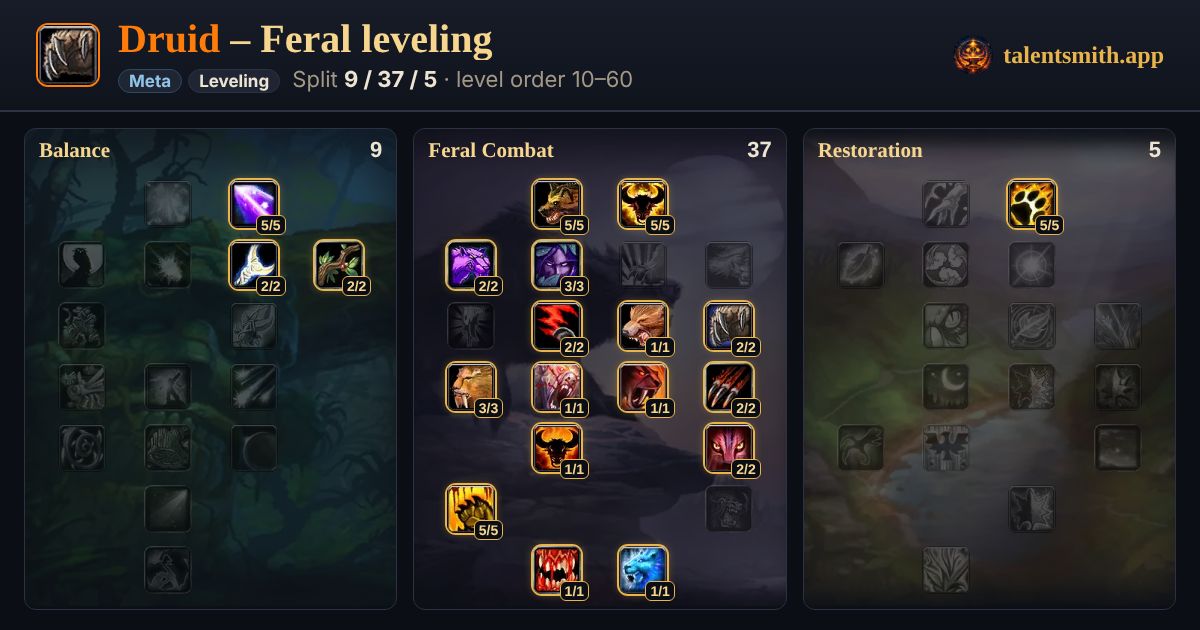 Druid – Feral leveling
Meta Leveling Split 9 / 37 / 5 · level order 10–60
talentsmith.app
Balance 9
5/5
2/2 2/2
Feral Combat 37
5/5 5/5
2/2 3/3
2/2 1/1 2/2
3/3 1/1 1/1 2/2
1/1 2/2
5/5
1/1 1/1
Restoration 5
5/5